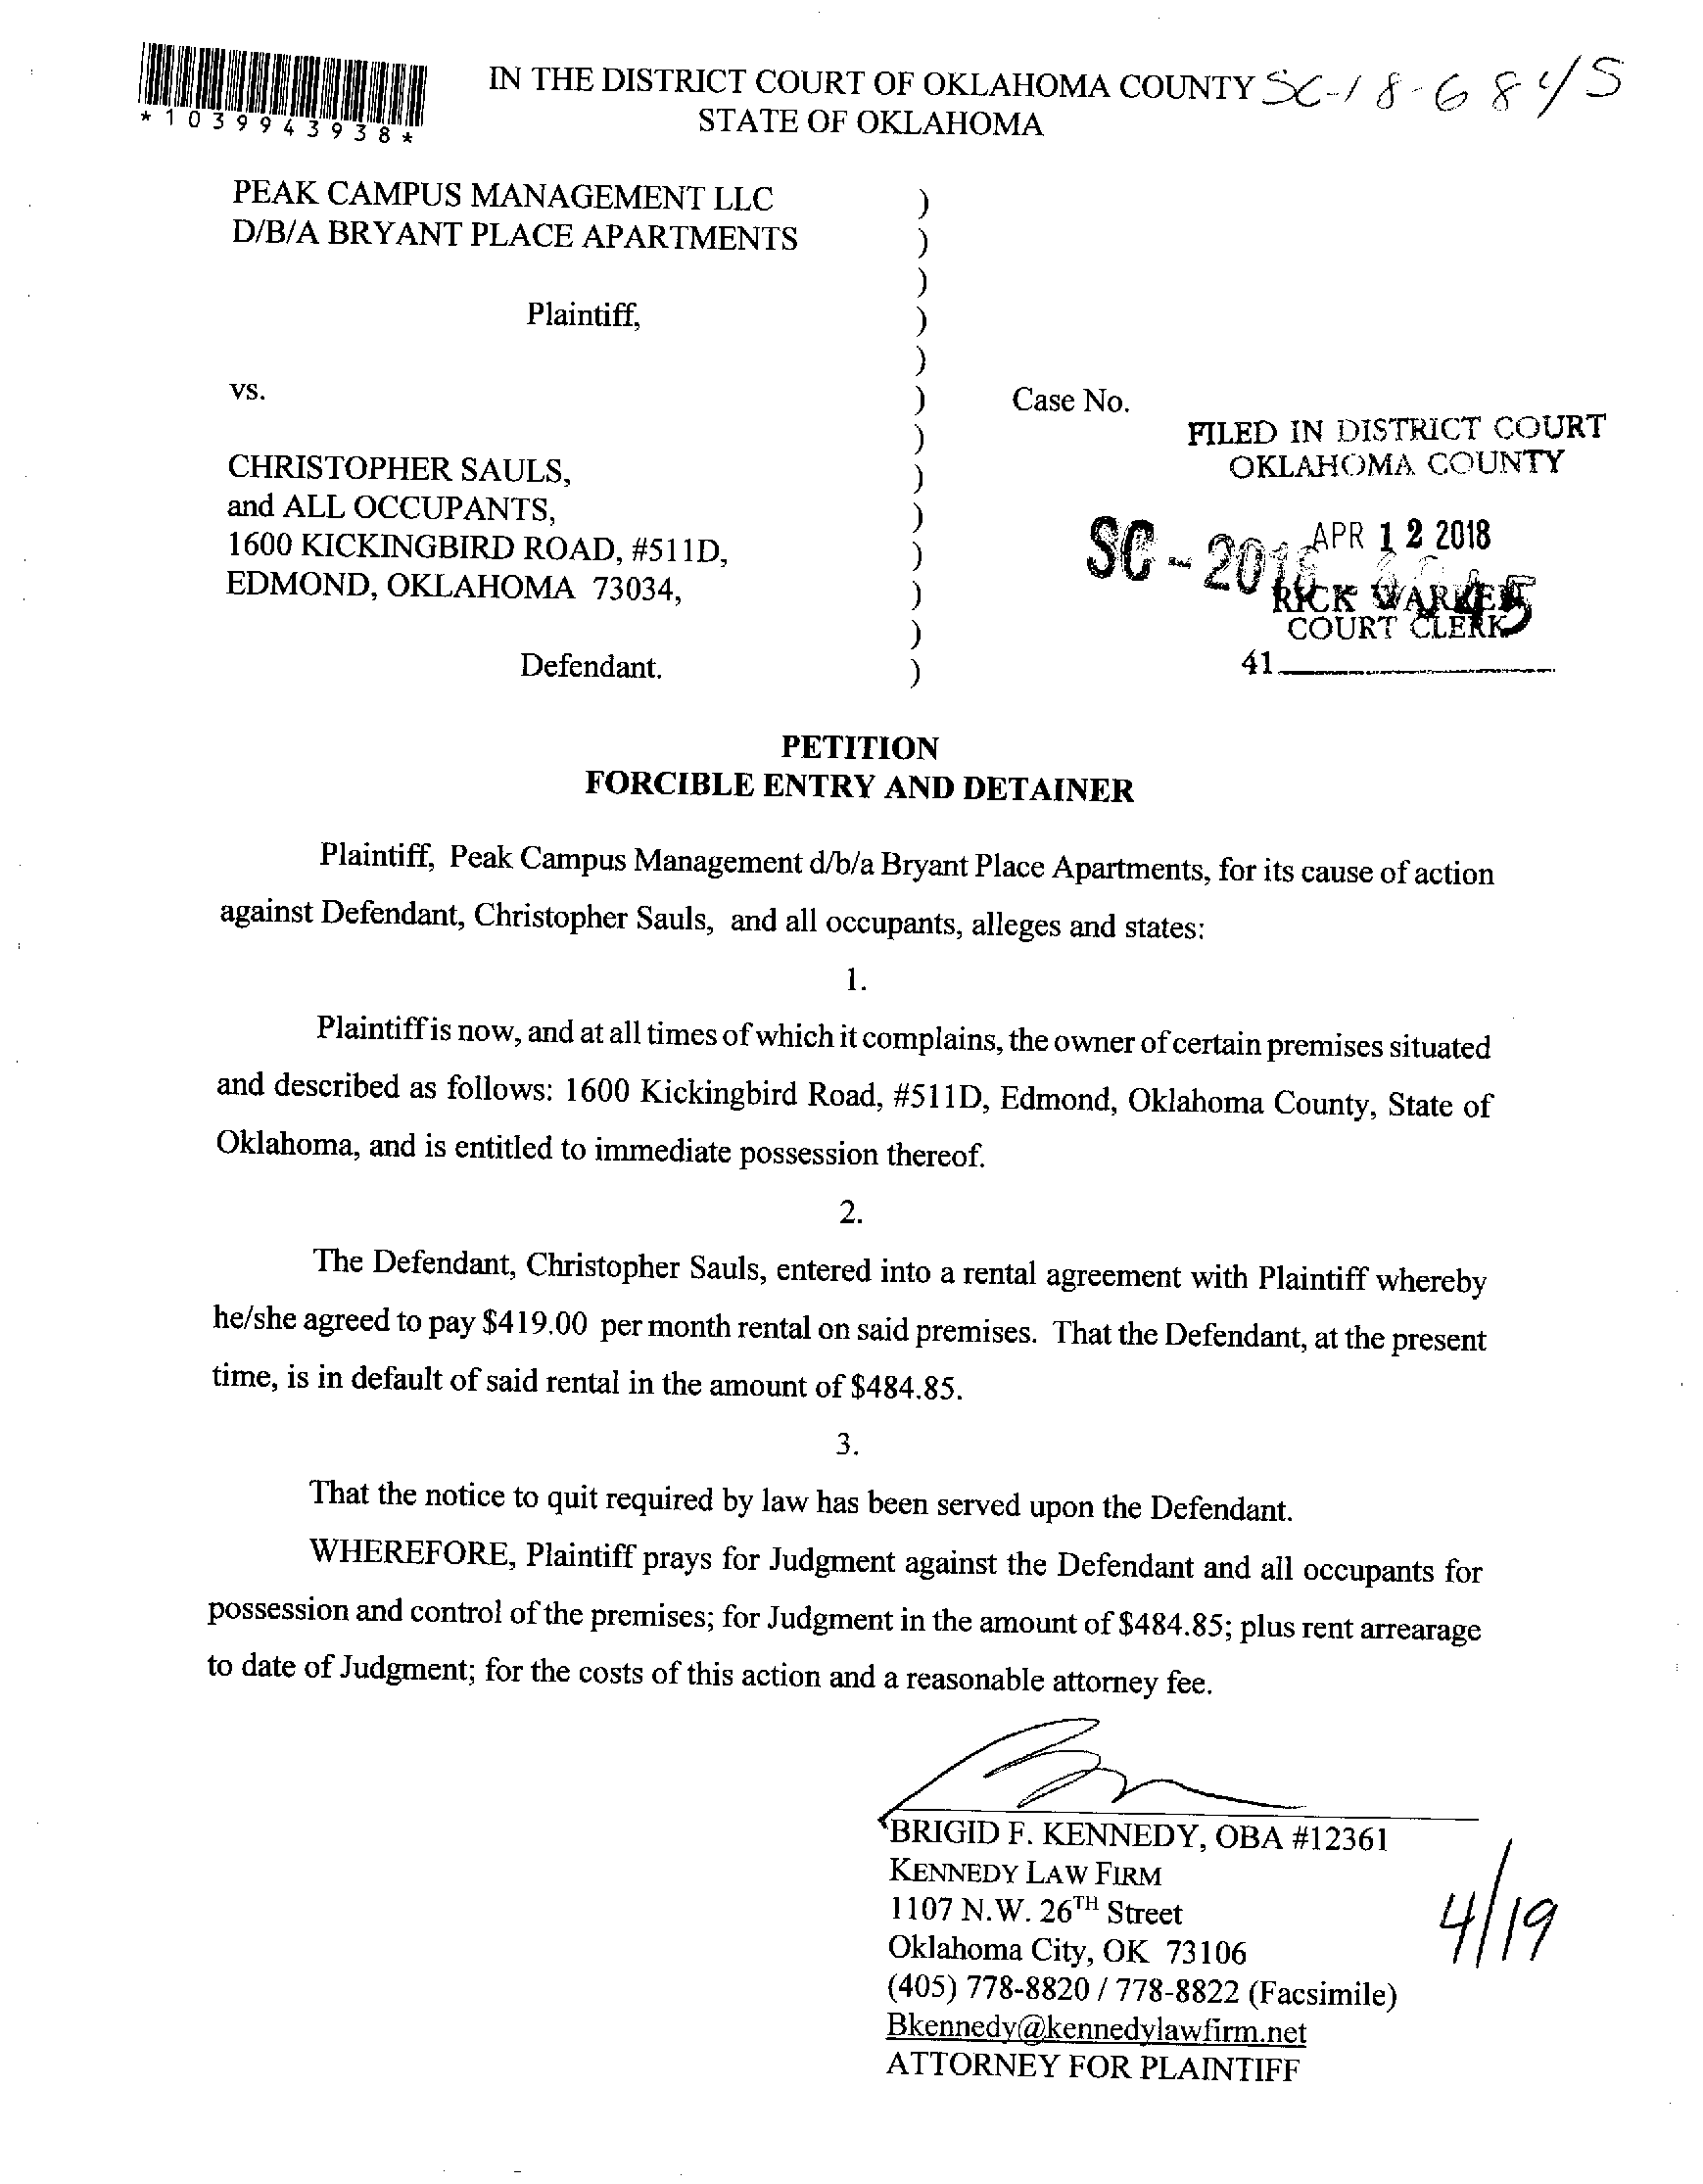 IN THE DISTRICT COURT OF OKLAHOMA COUNTY SC-18-6845
STATE OF OKLAHOMA
*1039943938*
PEAK CAMPUS MANAGEMENT LLC )
D/B/A BRYANT PLACE APARTMENTS )
)
Plaintiff, )
)
vs. ) Case No.
) FILED IN DISTRICT COURT
CHRISTOPHER SAULS, ) OKLAHOMA COUNTY
and ALL OCCUPANTS, ) APR 12 2018
1600 KICKINGBIRD ROAD, #511D, ) SC - 201
EDMOND, OKLAHOMA 73034, ) RICK WARREN
) COURT CLERK
Defendant. ) 41
PETITION
FORCIBLE ENTRY AND DETAINER
Plaintiff, Peak Campus Management d/b/a Bryant Place Apartments, for its cause of action
against Defendant, Christopher Sauls, and all occupants, alleges and states:
1.
Plaintiff is now, and at all times of which it complains, the owner of certain premises situated
and described as follows: 1600 Kickingbird Road, #511D, Edmond, Oklahoma County, State of
Oklahoma, and is entitled to immediate possession thereof.
2.
The Defendant, Christopher Sauls, entered into a rental agreement with Plaintiff whereby
he/she agreed to pay $419.00 per month rental on said premises. That the Defendant, at the present
time, is in default of said rental in the amount of $484.85.
3.
That the notice to quit required by law has been served upon the Defendant.
WHEREFORE, Plaintiff prays for Judgment against the Defendant and all occupants for
possession and control of the premises; for Judgment in the amount of $484.85; plus rent arrearage
to date of Judgment; for the costs of this action and a reasonable attorney fee.
BRIGID F. KENNEDY, OBA #12361
KENNEDY LAW FIRM
1107 N.W. 26TH Street
Oklahoma City, OK 73106
4/19
(405) 778-8820 / 778-8822 (Facsimile)
Bkennedy@kennedylawfirm.net
ATTORNEY FOR PLAINTIFF